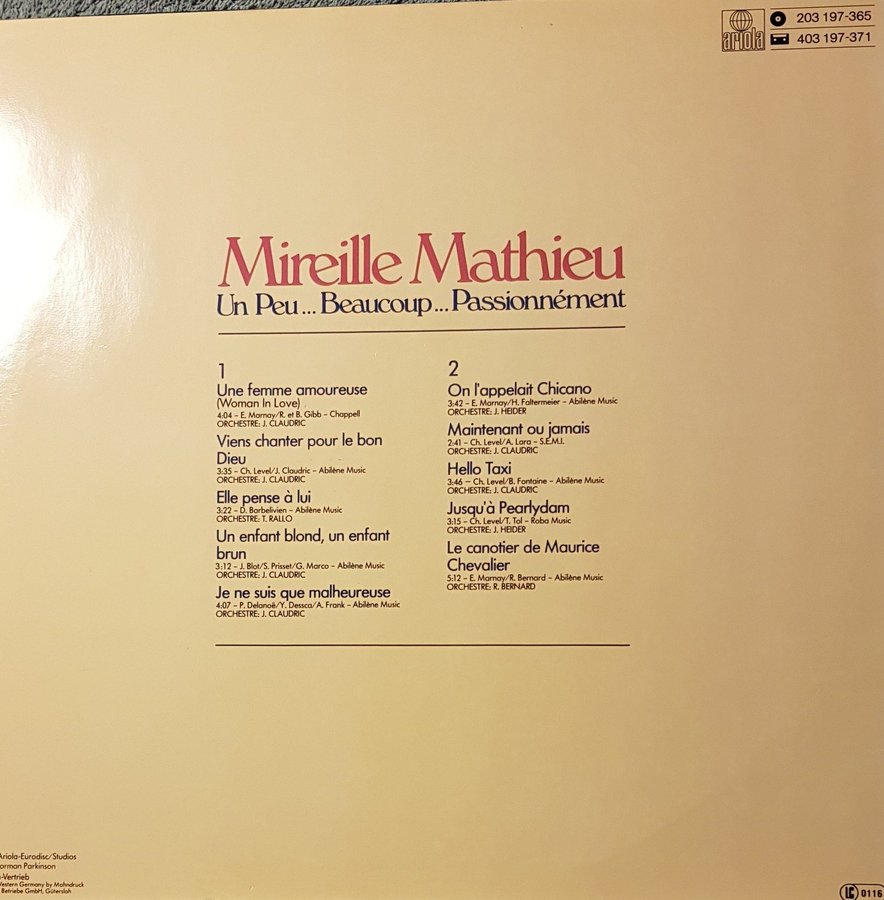 ariola
203 197-365
403 197-371
Mireille Mathieu
Un Peu... Beaucoup... Passionnément
1
Une femme amoureuse
(Woman In Love)
4:04 – E. Marnay/R. et B. Gibb – Chappell
ORCHESTRE: J. CLAUDRIC
Viens chanter pour le bon
Dieu
3:35 – Ch. Level/J. Claudric – Abilène Music
ORCHESTRE: J. CLAUDRIC
Elle pense à lui
3:22 – D. Barbelivien – Abilène Music
ORCHESTRE: T. RALLO
Un enfant blond, un enfant
brun
3:12 – J. Blot/S. Prisset/G. Marco – Abilène Music
ORCHESTRE: J. CLAUDRIC
Je ne suis que malheureuse
4:07 – P. Delanoë/Y. Dessca/A. Frank – Abilène Music
ORCHESTRE: J. CLAUDRIC
2
On l'appelait Chicano
3:42 – E. Marnay/H. Faltermeier – Abilène Music
ORCHESTRE: J. HEIDER
Maintenant ou jamais
2:41 – Ch. Level/A. Lara – S.E.M.I.
ORCHESTRE: J. CLAUDRIC
Hello Taxi
3:46 – Ch. Level/B. Fontaine – Abilène Music
ORCHESTRE: J. CLAUDRIC
Jusqu'à Pearlydam
3:15 – Ch. Level/T. Tol – Roba Music
ORCHESTRE: J. HEIDER
Le canotier de Maurice
Chevalier
5:12 – E. Marnay/R. Bernard – Abilène Music
ORCHESTRE: R. BERNARD
Ariola-Eurodisc/Studios
orman Parkinson
-Vertrieb
Western Germany by Mohndruck
Betriebe GmbH, Gütersloh
LC 0116